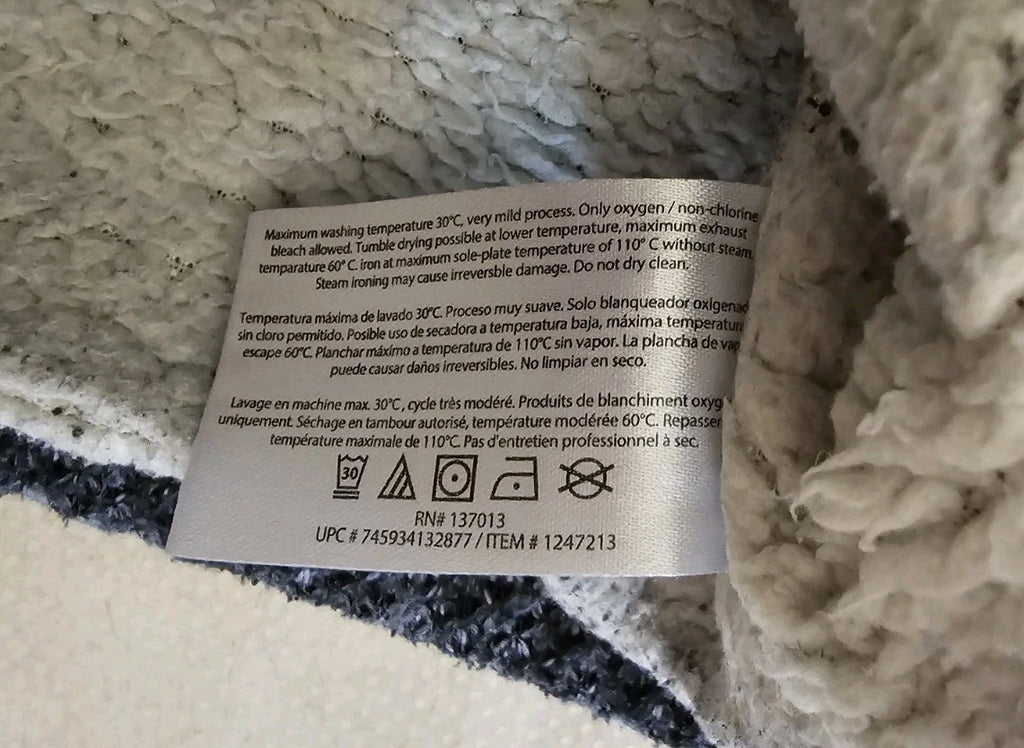 Maximum washing temperature 30°C, very mild process. Only oxygen / non-chlorine
bleach allowed. Tumble drying possible at lower temperature, maximum exhaust
temparature 60° C. iron at maximum sole-plate temperature of 110° C without steam.
Steam ironing may cause irreversble damage. Do not dry clean.
Temperatura máxima de lavado 30°C. Proceso muy suave. Solo blanqueador oxigenad
sin cloro permitido. Posible uso de secadora a temperatura baja, máxima temperatur
escape 60°C. Planchar máximo a temperatura de 110°C sin vapor. La plancha de vap
puede causar daños irreversibles. No limpiar en seco.
Lavage en machine max. 30°C, cycle très modéré. Produits de blanchiment oxyg
uniquement. Séchage en tambour autorisé, température modérée 60°C. Repasser
température maximale de 110°C. Pas d'entretien professionnel à sec.
30
RN# 137013
UPC # 745934132877 / ITEM # 1247213